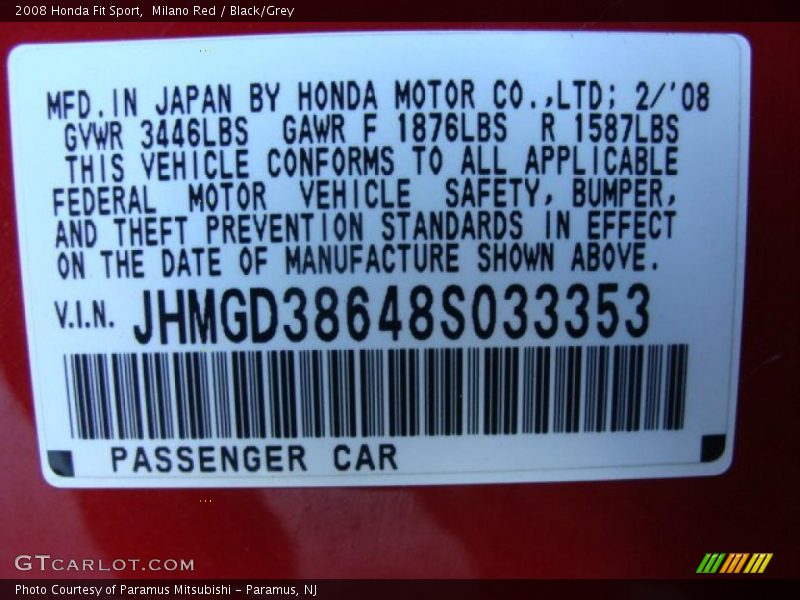 2008 Honda Fit Sport,  Milano Red / Black/Grey
MFD.IN JAPAN BY HONDA MOTOR CO.,LTD; 2/'08
GVWR 3446LBS GAWR F 1876LBS R 1587LBS
THIS VEHICLE CONFORMS TO ALL APPLICABLE
FEDERAL MOTOR VEHICLE SAFETY, BUMPER,
AND THEFT PREVENTION STANDARDS IN EFFECT
ON THE DATE OF MANUFACTURE SHOWN ABOVE.
V.I.N. JHMGD38648S033353
PASSENGER CAR
GTCARLOT.COM
Photo Courtesy of Paramus Mitsubishi - Paramus, NJ